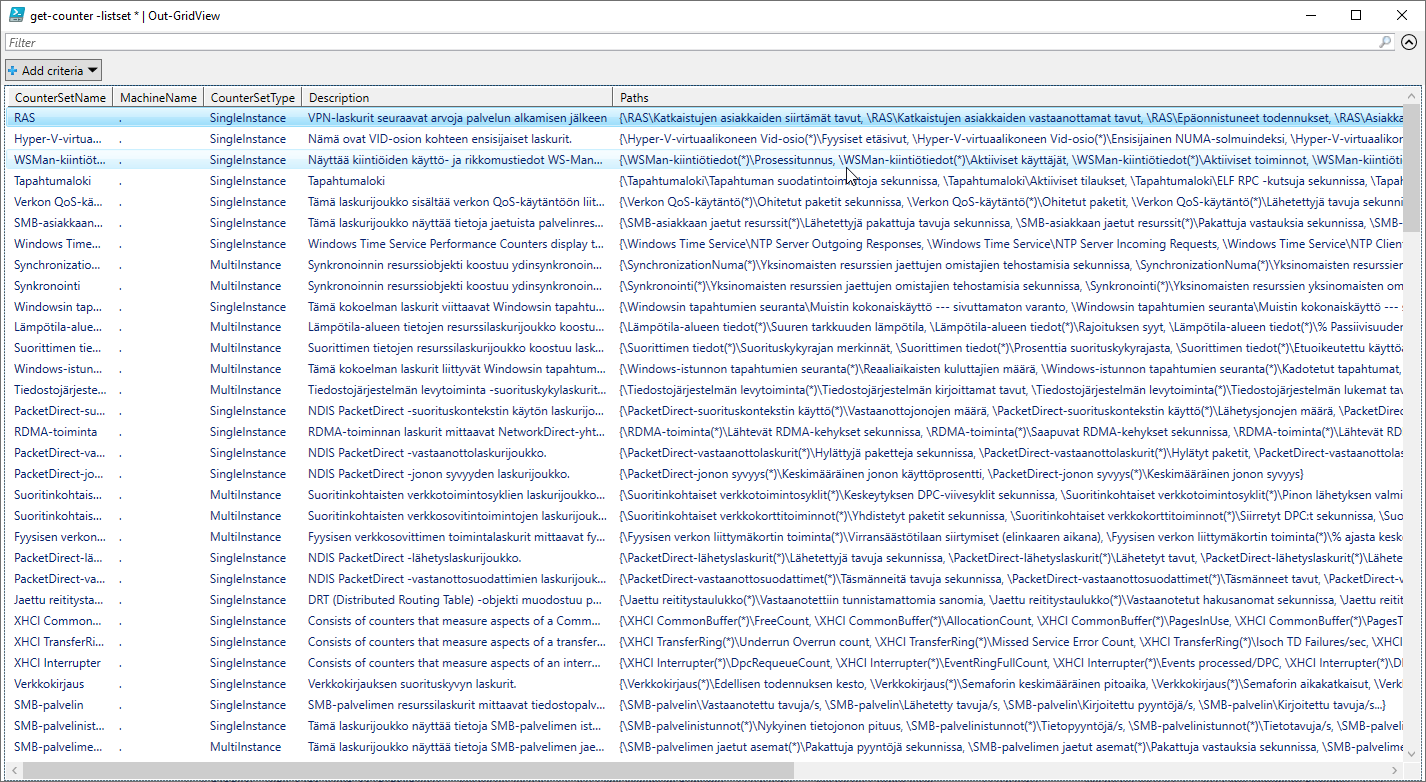 get-counter -listset * | Out-GridView
Filter
Add criteria
CounterSetName MachineName CounterSetType Description Paths
RAS . SingleInstance VPN-laskurit seuraavat arvoja palvelun alkamisen jälkeen {\RAS\Katkaistujen asiakkaiden siirtämät tavut, \RAS\Katkaistujen asiakkaiden vastaanottamat tavut, \RAS\Epäonnistuneet todennukset, \RAS\Asiakka
Hyper-V-virtua... . SingleInstance Nämä ovat VID-osion kohteen ensisijaiset laskurit. {\Hyper-V-virtuaalikoneen Vid-osio(*)\Fyysiset etäsivut, \Hyper-V-virtuaalikoneen Vid-osio(*)\Ensisijainen NUMA-solmuindeksi, \Hyper-V-virtuaalikon
WSMan-kiintiöt... . SingleInstance Näyttää kiintiöiden käyttö- ja rikkomustiedot WS-Man... {\WSMan-kiintiötiedot(*)\Prosessitunnus, \WSMan-kiintiötiedot(*)\Aktiiviset käyttäjät, \WSMan-kiintiötiedot(*)\Aktiiviset toiminnot, \WSMan-kiintiöti
Tapahtumaloki . SingleInstance Tapahtumaloki {\Tapahtumaloki\Tapahtuman suodatintoimintoja sekunnissa, \Tapahtumaloki\Aktiiviset tilaukset, \Tapahtumaloki\ELF RPC -kutsuja sekunnissa, \Tapah
Verkon QoS-kä... . SingleInstance Tämä laskurijoukko sisältää verkon QoS-käytäntöön liit... {\Verkon QoS-käytäntö(*)\Ohitetut paketit sekunnissa, \Verkon QoS-käytäntö(*)\Ohitetut paketit, \Verkon QoS-käytäntö(*)\Lähetettyjä tavuja sekunni
SMB-asiakkaan... . SingleInstance Tämä laskurijoukko näyttää tietoja jaetuista palvelinres... {\SMB-asiakkaan jaetut resurssit(*)\Lähetettyjä pakattuja tavuja sekunnissa, \SMB-asiakkaan jaetut resurssit(*)\Pakattuja vastauksia sekunnissa, \SMB-
Windows Time... . SingleInstance Windows Time Service Performance Counters display t... {\Windows Time Service\NTP Server Outgoing Responses, \Windows Time Service\NTP Server Incoming Requests, \Windows Time Service\NTP Clien
Synchronizatio... . MultiInstance Synkronoinnin resurssiobjekti koostuu ydinsynkronoin... {\SynchronizationNuma(*)\Yksinomaisten resurssien jaettujen omistajien tehostamisia sekunnissa, \SynchronizationNuma(*)\Yksinomaisten resurssien
Synkronointi . MultiInstance Synkronoinnin resurssiobjekti koostuu ydinsynkronoin... {\Synkronointi(*)\Yksinomaisten resurssien jaettujen omistajien tehostamisia sekunnissa, \Synkronointi(*)\Yksinomaisten resurssien yksinomaisten om
Windowsin tap... . SingleInstance Tämä kokoelman laskurit viittaavat Windowsin tapahtu... {\Windowsin tapahtumien seuranta\Muistin kokonaiskäyttö --- sivuttamaton varanto, \Windowsin tapahtumien seuranta\Muistin kokonaiskäyttö --- s
Lämpötila-alue... . MultiInstance Lämpötila-alueen tietojen resurssilaskurijoukko koostu... {\Lämpötila-alueen tiedot(*)\Suuren tarkkuuden lämpötila, \Lämpötila-alueen tiedot(*)\Rajoituksen syyt, \Lämpötila-alueen tiedot(*)\% Passiivisuuden
Suorittimen tie... . MultiInstance Suorittimen tietojen resurssilaskurijoukko koostuu lask... {\Suorittimen tiedot(*)\Suorituskykyrajan merkinnät, \Suorittimen tiedot(*)\Prosenttia suorituskykyrajasta, \Suorittimen tiedot(*)\Etuoikeutettu käyttöa
Windows-istun... . MultiInstance Tämä kokoelman laskurit liittyvät Windowsin tapahtum... {\Windows-istunnon tapahtumien seuranta(*)\Reaaliaikaisten kuluttajien määrä, \Windows-istunnon tapahtumien seuranta(*)\Kadotetut tapahtumat,
Tiedostojärjeste... . MultiInstance Tiedostojärjestelmän levytoiminta -suorituskykylaskurit... {\Tiedostojärjestelmän levytoiminta(*)\Tiedostojärjestelmän kirjoittamat tavut, \Tiedostojärjestelmän levytoiminta(*)\Tiedostojärjestelmän lukemat tav
PacketDirect-su... . SingleInstance NDIS PacketDirect -suorituskontekstin käytön laskurijo... {\PacketDirect-suorituskontekstin käyttö(*)\Vastaanottojonojen määrä, \PacketDirect-suorituskontekstin käyttö(*)\Lähetysjonojen määrä, \PacketDirec
RDMA-toiminta . SingleInstance RDMA-toiminnan laskurit mittaavat NetworkDirect-yht... {\RDMA-toiminta(*)\Lähtevät RDMA-kehykset sekunnissa, \RDMA-toiminta(*)\Saapuvat RDMA-kehykset sekunnissa, \RDMA-toiminta(*)\Lähtevät RD
PacketDirect-va... . SingleInstance NDIS PacketDirect -vastaanottolaskurijoukko. {\PacketDirect-vastaanottolaskurit(*)\Hylättyjä paketteja sekunnissa, \PacketDirect-vastaanottolaskurit(*)\Hylätyt paketit, \PacketDirect-vastaanottolas
PacketDirect-jo... . SingleInstance NDIS PacketDirect -jonon syvyyden laskurijoukko. {\PacketDirect-jonon syvyys(*)\Keskimääräinen jonon käyttöprosentti, \PacketDirect-jonon syvyys(*)\Keskimääräinen jonon syvyys}
Suoritinkohtais... . MultiInstance Suoritinkohtaisten verkkotoimintosyklien laskurijoukko... {\Suoritinkohtaiset verkkotoimintosyklit(*)\Keskeytyksen DPC-viivesyklit sekunnissa, \Suoritinkohtaiset verkkotoimintosyklit(*)\Pinon lähetyksen valmi
Suoritinkohtais... . MultiInstance Suoritinkohtaisten verkkosovitintoimintojen laskurijouk... {\Suoritinkohtaiset verkkokorttitoiminnot(*)\Yhdistetyt paketit sekunnissa, \Suoritinkohtaiset verkkokorttitoiminnot(*)\Siirretyt DPC:t sekunnissa, \Suo
Fyysisen verkon... . MultiInstance Fyysisen verkkosovittimen toimintalaskurit mittaavat fy... {\Fyysisen verkon liittymäkortin toiminta(*)\Virransäästötilaan siirtymiset (elinkaaren aikana), \Fyysisen verkon liittymäkortin toiminta(*)\% ajasta kesk
PacketDirect-lä... . SingleInstance NDIS PacketDirect -lähetyslaskurijoukko. {\PacketDirect-lähetyslaskurit(*)\Lähetettyjä tavuja sekunnissa, \PacketDirect-lähetyslaskurit(*)\Lähetetyt tavut, \PacketDirect-lähetyslaskurit(*)\Lähete
PacketDirect-va... . SingleInstance NDIS PacketDirect -vastanottosuodattimien laskurijouk... {\PacketDirect-vastaanottosuodattimet(*)\Täsmänneitä tavuja sekunnissa, \PacketDirect-vastaanottosuodattimet(*)\Täsmänneet tavut, \PacketDirect-v
Jaettu reititysta... . SingleInstance DRT (Distributed Routing Table) -objekti muodostuu p... {\Jaettu reititystaulukko(*)\Vastaanotettiin tunnistamattomia sanomia, \Jaettu reititystaulukko(*)\Vastaanotetut hakusanomat sekunnissa, \Jaettu reitit
XHCI Common... . SingleInstance Consists of counters that measure aspects of a Comm... {\XHCI CommonBuffer(*)\FreeCount, \XHCI CommonBuffer(*)\AllocationCount, \XHCI CommonBuffer(*)\PagesInUse, \XHCI CommonBuffer(*)\PagesT
XHCI TransferRi... . SingleInstance Consists of counters that measure aspects of a transfer... {\XHCI TransferRing(*)\Underrun Overrun count, \XHCI TransferRing(*)\Missed Service Error Count, \XHCI TransferRing(*)\Isoch TD Failures/sec, \XHCI
XHCI Interrupter . SingleInstance Consists of counters that measure aspects of an interr... {\XHCI Interrupter(*)\DpcRequeueCount, \XHCI Interrupter(*)\EventRingFullCount, \XHCI Interrupter(*)\Events processed/DPC, \XHCI Interrupter(*)\D
Verkkokirjaus . SingleInstance Verkkokirjauksen suorituskyvyn laskurit. {\Verkkokirjaus(*)\Edellisen todennuksen kesto, \Verkkokirjaus(*)\Semaforin keskimääräinen pitoaika, \Verkkokirjaus(*)\Semaforin aikakatkaisut, \Verk
SMB-palvelin . SingleInstance SMB-palvelimen resurssilaskurit mittaavat tiedostopalv... {\SMB-palvelin\Vastaanotettu tavuja/s, \SMB-palvelin\Lähetetty tavuja/s, \SMB-palvelin\Kirjoitettu pyyntöjä/s, \SMB-palvelin\Kirjoitettu tavuja/s...}
SMB-palvelinist... . SingleInstance Tämä laskurijoukko näyttää tietoja SMB-palvelimen ist... {\SMB-palvelinistunnot(*)\Nykyinen tietojonon pituus, \SMB-palvelinistunnot(*)\Tietopyyntöjä/s, \SMB-palvelinistunnot(*)\Tietotavuja/s, \SMB-palvelini
SMB-palvelime... . MultiInstance Tämä laskurijoukko näyttää tietoja SMB-palvelimen jae... {\SMB-palvelimen jaetut asemat(*)\Pakattuja pyyntöjä sekunnissa, \SMB-palvelimen jaetut asemat(*)\Pakattuja vastauksia sekunnissa, \SMB-palvelim